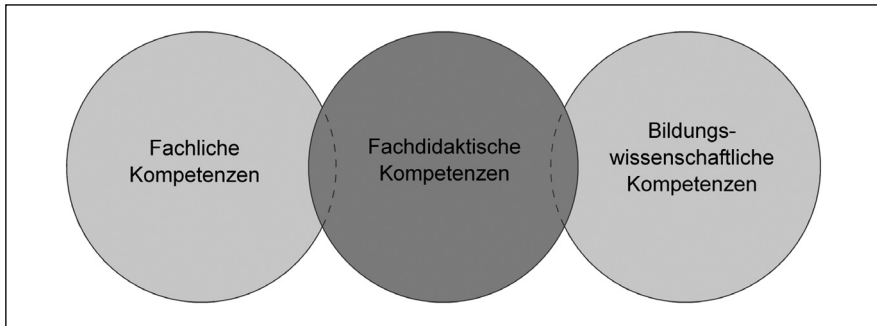 Fachliche
Kompetenzen
Fachdidaktische
Kompetenzen
Bildungs-
wissenschaftliche
Kompetenzen